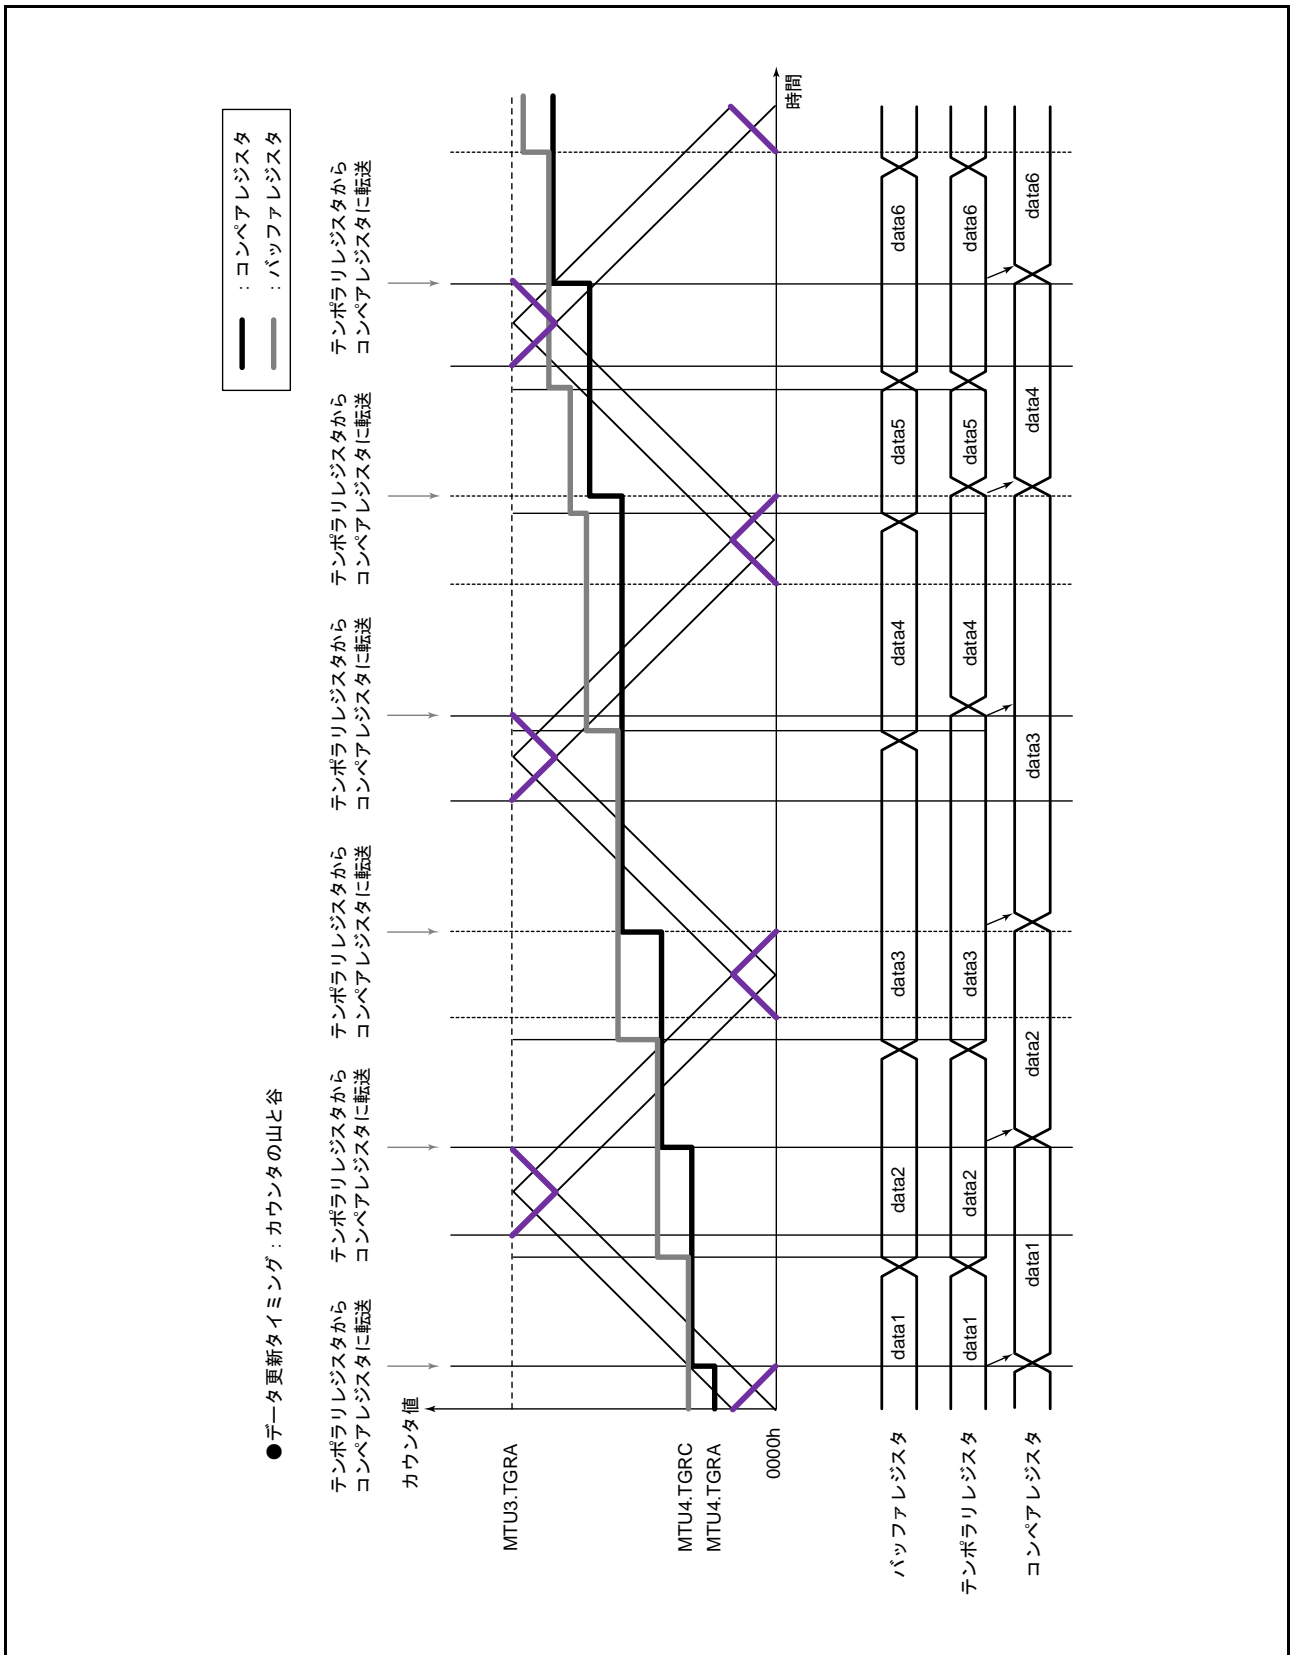 ●データ更新タイミング：カウンタの山と谷
：コンペアレジスタ
：バッファレジスタ
テンポラリレジスタから
コンペアレジスタに転送
テンポラリレジスタから
コンペアレジスタに転送
テンポラリレジスタから
コンペアレジスタに転送
テンポラリレジスタから
コンペアレジスタに転送
テンポラリレジスタから
コンペアレジスタに転送
テンポラリレジスタから
コンペアレジスタに転送
カウンタ値
MTU3.TGRA
MTU4.TGRC
MTU4.TGRA
0000h
時間
バッファレジスタ
data1
data2
data3
data4
data5
data6
テンポラリレジスタ
data1
data2
data3
data4
data5
data6
コンペアレジスタ
data1
data2
data3
data4
data6